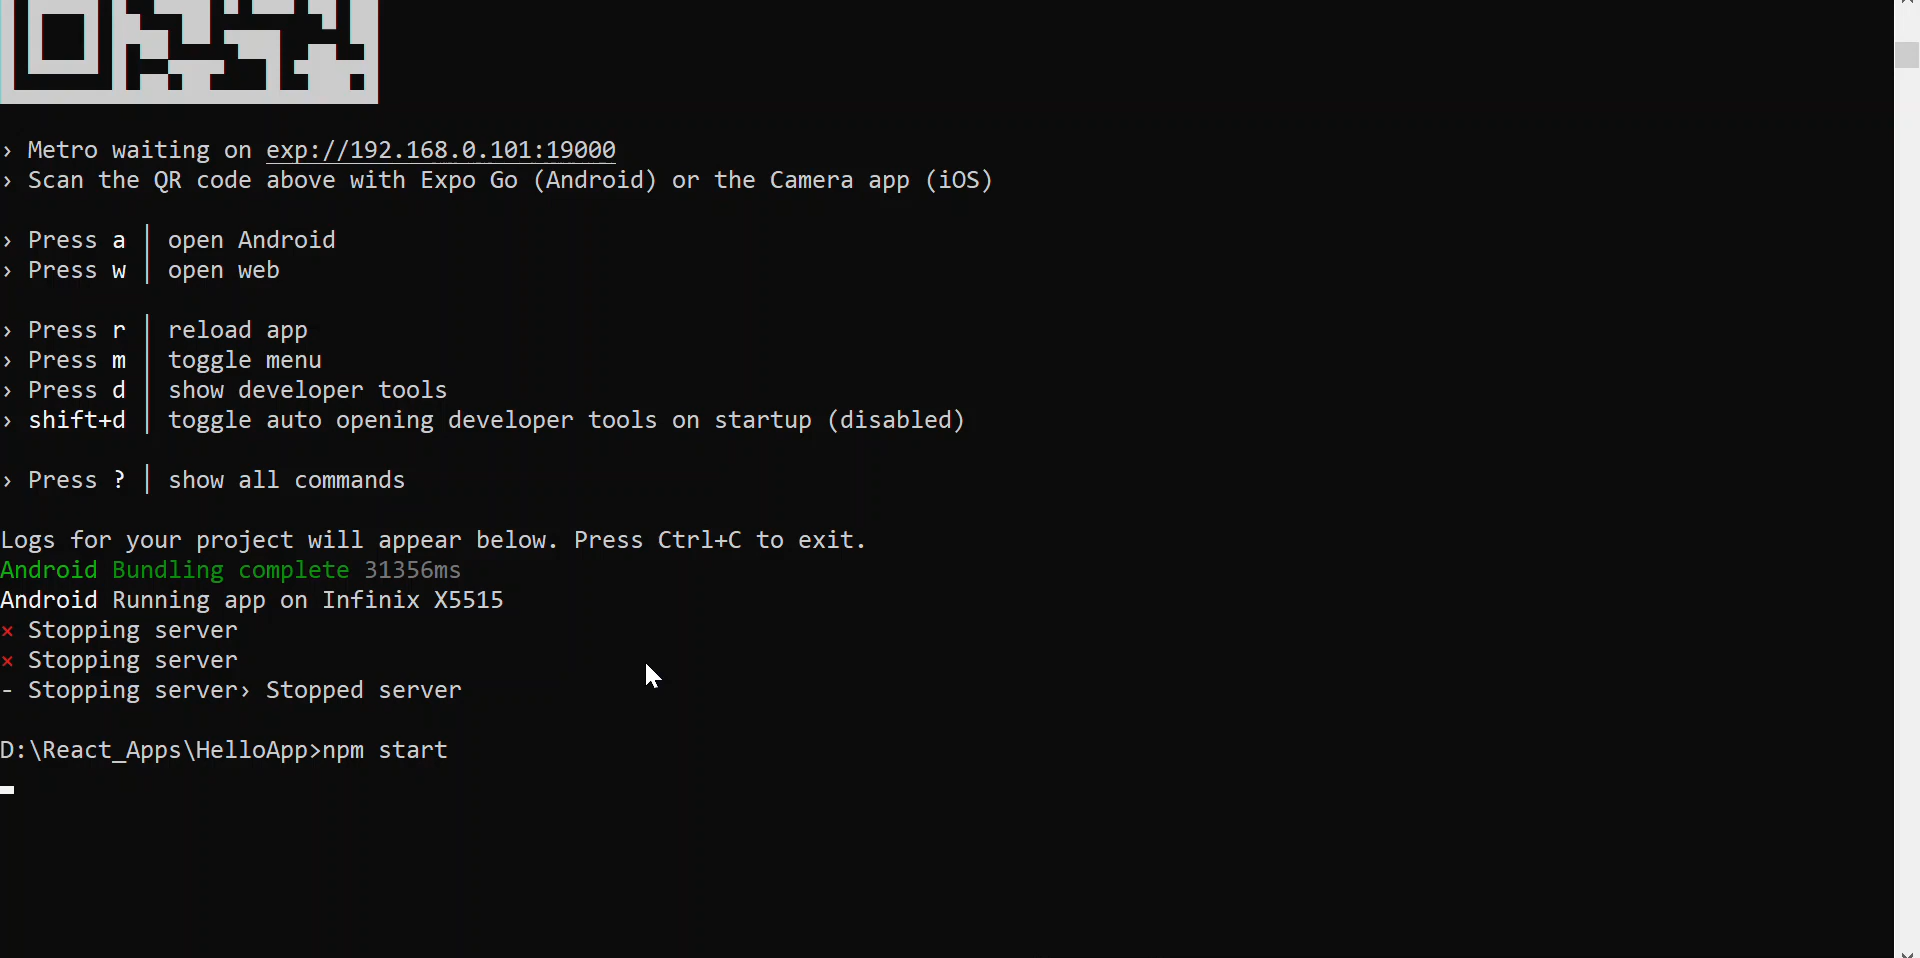 › Metro waiting on exp://192.168.0.101:19000
› Scan the QR code above with Expo Go (Android) or the Camera app (iOS)
› Press a │ open Android
› Press w │ open web
› Press r │ reload app
› Press m │ toggle menu
› Press d │ show developer tools
› shift+d │ toggle auto opening developer tools on startup (disabled)
› Press ? │ show all commands
Logs for your project will appear below. Press Ctrl+C to exit.
Android Bundling complete 31356ms
Android Running app on Infinix X5515
× Stopping server
× Stopping server
- Stopping server› Stopped server
D:\React_Apps\HelloApp>npm start